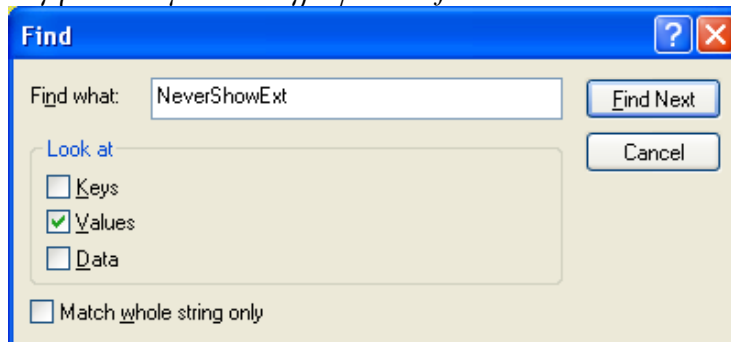 Find
Find what: NeverShowExt Find Next
Look at Cancel
Keys
Values
Data
Match whole string only